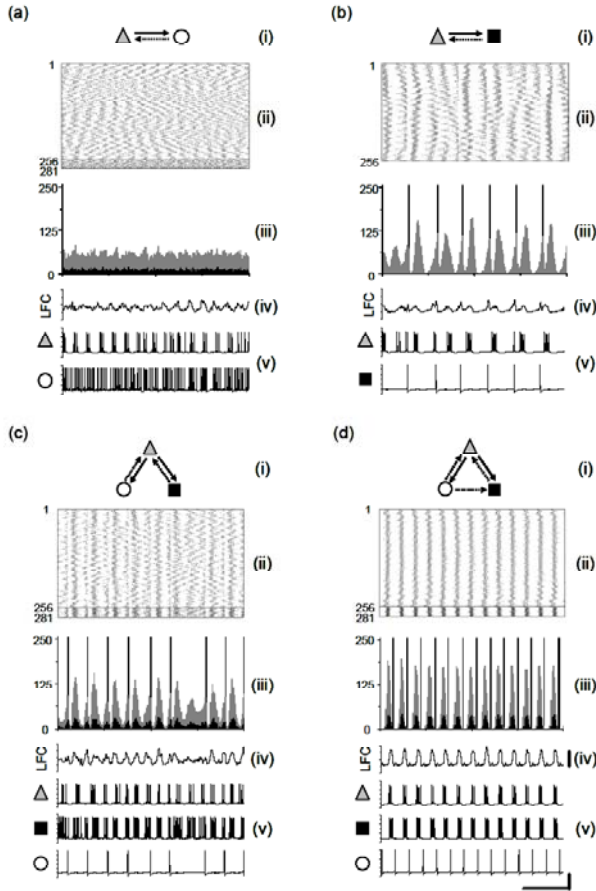 (a)
(i)
1
(ii)
256
281
250
125
0
(iii)
LFC
(iv)
(v)
(b)
(i)
1
(ii)
256
250
125
0
(iii)
LFC
(iv)
(v)
(c)
(i)
1
(ii)
256
281
250
125
0
(iii)
LFC
(iv)
(v)
(d)
(i)
1
(ii)
256
281
250
125
0
(iii)
LFC
(iv)
(v)